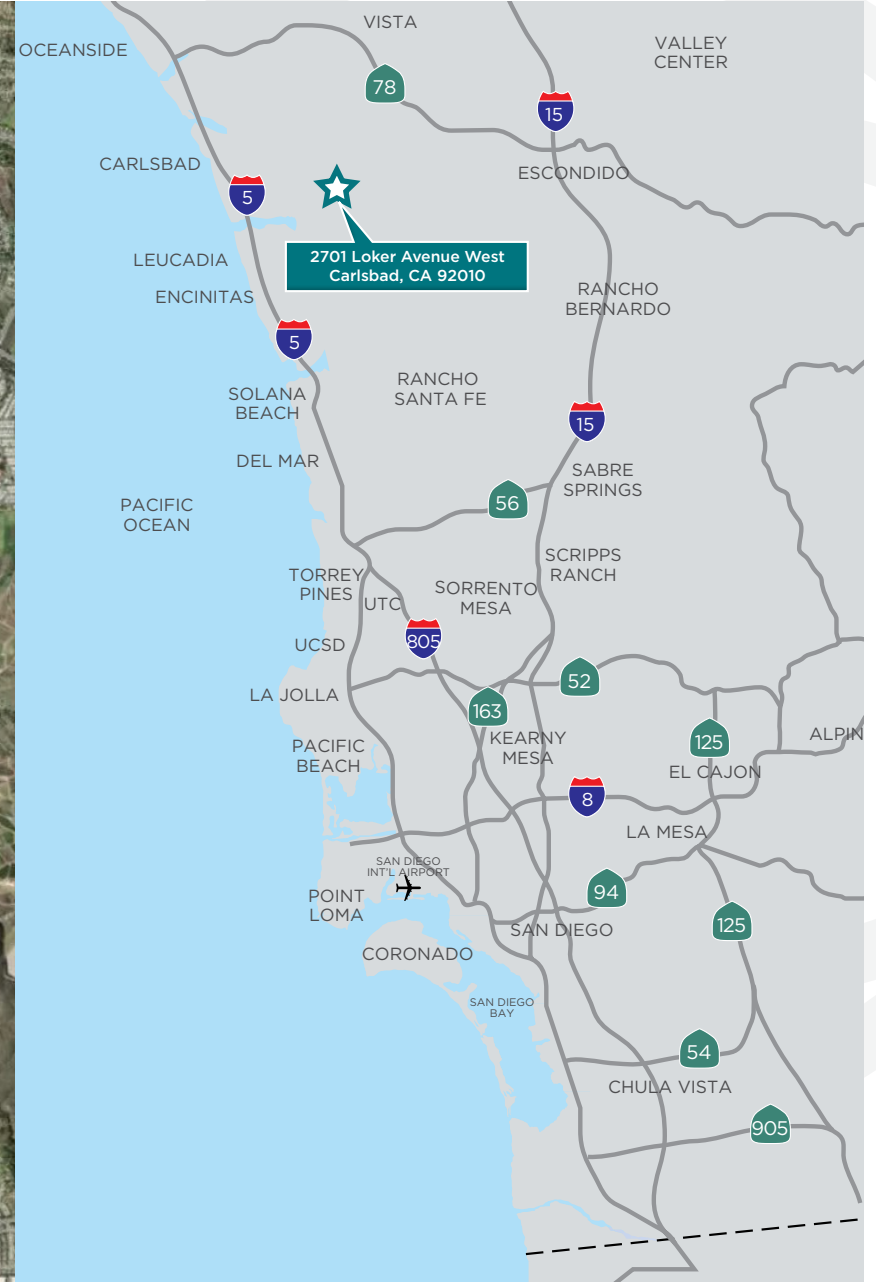 VISTA
OCEANSIDE
VALLEY
CENTER
78
15
CARLSBAD
ESCONDIDO
5
2701 Loker Avenue West
Carlsbad, CA 92010
LEUCADIA
ENCINITAS
RANCHO
BERNARDO
5
RANCHO
SANTA FE
SOLANA
BEACH
15
DEL MAR
SABRE
SPRINGS
56
PACIFIC
OCEAN
SCRIPPS
RANCH
TORREY
PINES
UTC
SORRENTO
MESA
805
UCSD
52
LA JOLLA
163
KEARNY
MESA
125
ALPIN
PACIFIC
BEACH
EL CAJON
8
LA MESA
SAN DIEGO
INT'L AIRPORT
94
POINT
LOMA
SAN DIEGO
125
CORONADO
SAN DIEGO
BAY
54
CHULA VISTA
905